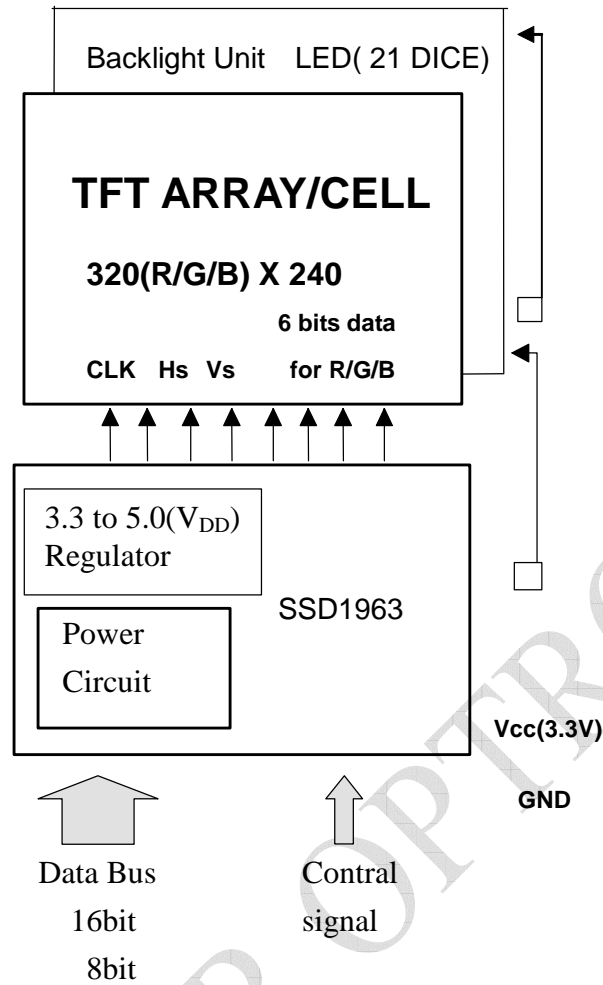 Backlight Unit LED( 21 DICE)
TFT ARRAY/CELL
320(R/G/B) X 240
6 bits data
CLK Hs Vs for R/G/B
3.3 to 5.0(VDD)
Regulator
SSD1963
Power
Circuit
Vcc(3.3V)
GND
Data Bus
16bit
8bit
Contral
signal